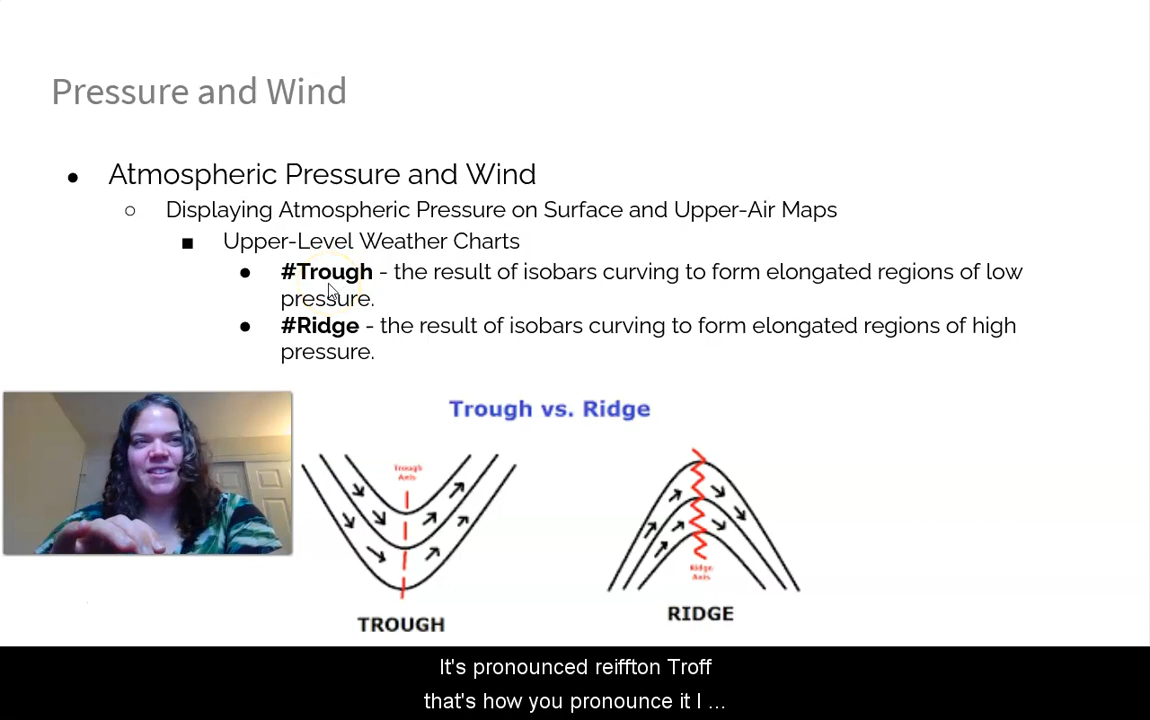 Pressure and Wind
● Atmospheric Pressure and Wind
○ Displaying Atmospheric Pressure on Surface and Upper-Air Maps
■ Upper-Level Weather Charts
● #Trough - the result of isobars curving to form elongated regions of low
pressure.
● #Ridge - the result of isobars curving to form elongated regions of high
pressure.
Trough vs. Ridge
Trough
Axis
Ridge
Axis
TROUGH
RIDGE
It's pronounced reiffton Troff
that's how you pronounce it I ...